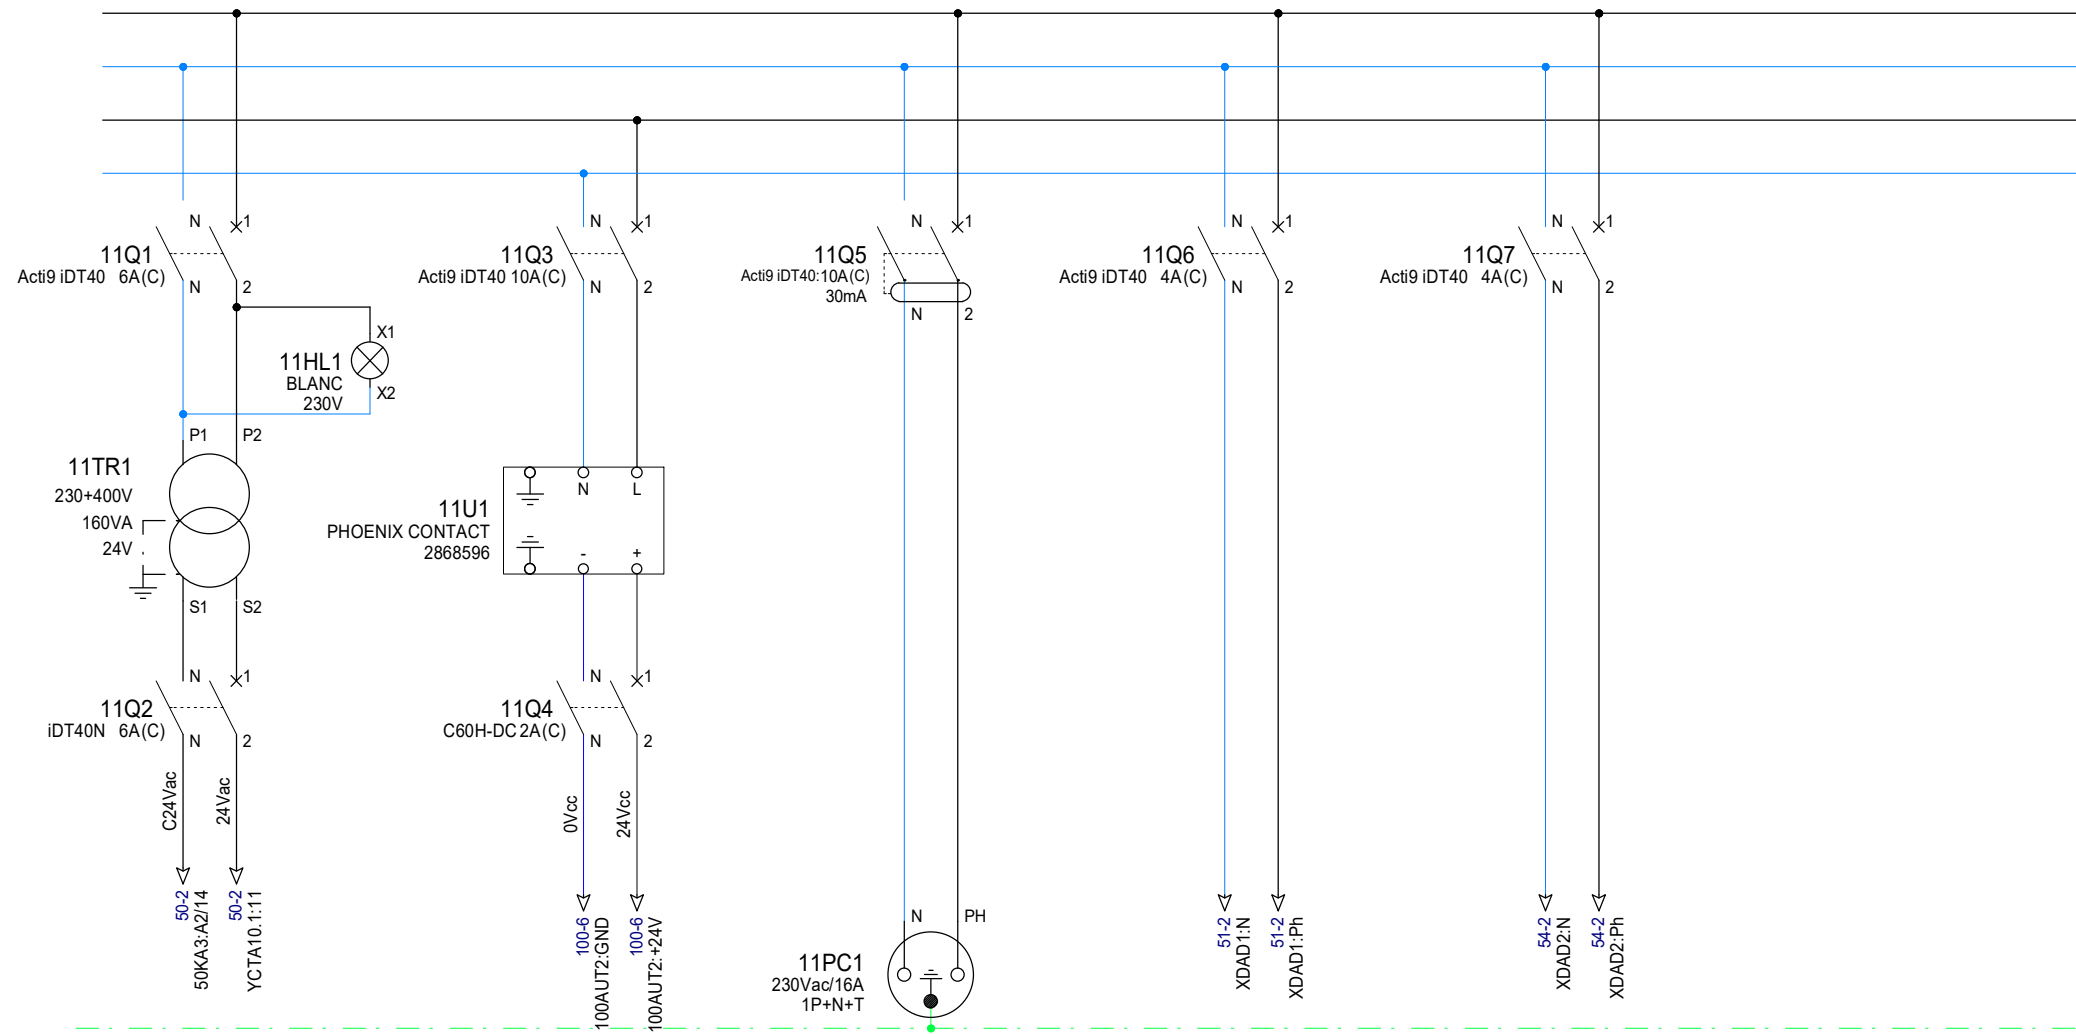 N
1
11Q1
Acti9 iDT40 6A(C)
N
2
X1
11HL1
BLANC
230V
X2
P1
P2
11TR1
230+400V
160VA
24V
S1
S2
N
1
11Q2
iDT40N 6A(C)
N
2
C24Vac
24Vac
50-2
50KA3:A2/14
50-2
YCTA10.1:11
N
1
11Q3
Acti9 iDT40 10A(C)
N
2
N
L
11U1
PHOENIX CONTACT
2868596
-
+
N
1
11Q4
C60H-DC 2A(C)
N
2
0Vcc
24Vcc
100-6
100AUT2:GND
100-6
100AUT2:+24V
N
1
11Q5
Acti9 iDT40:10A(C)
30mA
N
2
N
PH
11PC1
230Vac/16A
1P+N+T
N
1
11Q6
Acti9 iDT40 4A(C)
N
2
51-2
XDAD1:N
51-2
XDAD1:Ph
N
1
11Q7
Acti9 iDT40 4A(C)
N
2
54-2
XDAD2:N
54-2
XDAD2:Ph